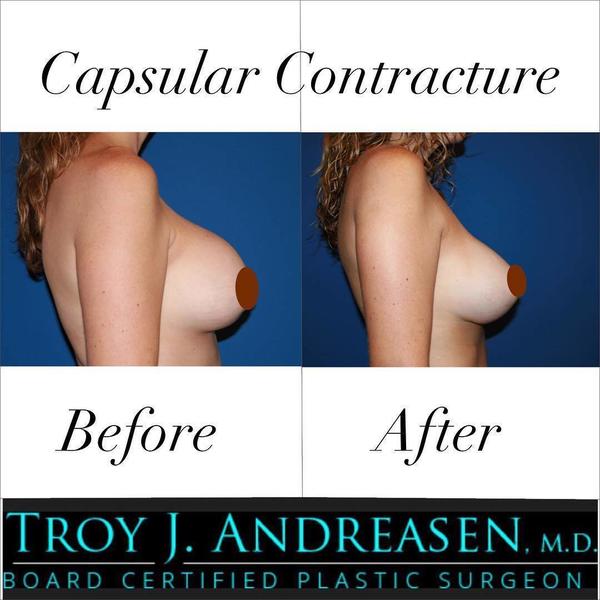 Capsular Contracture
Before After
TROY J. ANDREASEN, M.D.
BOARD CERTIFIED PLASTIC SURGEON